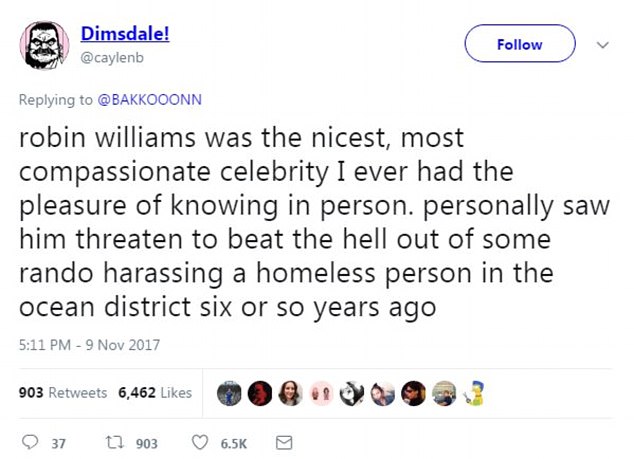 Dimsdale!
@caylenb
Follow
Replying to @BAKKOOONN
robin williams was the nicest, most
compassionate celebrity I ever had the
pleasure of knowing in person. personally saw
him threaten to beat the hell out of some
rando harassing a homeless person in the
ocean district six or so years ago
5:11 PM - 9 Nov 2017
903 Retweets 6,462 Likes
37 903 6.5K